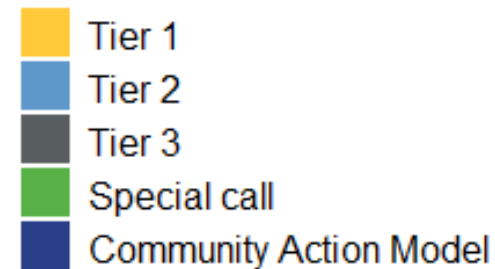 Tier 1
Tier 2
Tier 3
Special call
Community Action Model